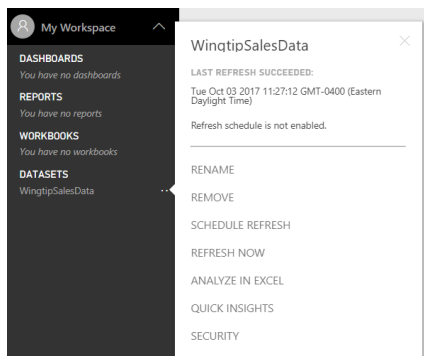 My Workspace
DASHBOARDS
You have no dashboards
REPORTS
You have no reports
WORKBOOKS
You have no workbooks
DATASETS
WingtipSalesData
WingtipSalesData
LAST REFRESH SUCCEEDED:
Tue Oct 03 2017 11:27:12 GMT-0400 (Eastern
Daylight Time)
Refresh schedule is not enabled.
RENAME
REMOVE
SCHEDULE REFRESH
REFRESH NOW
ANALYZE IN EXCEL
QUICK INSIGHTS
SECURITY